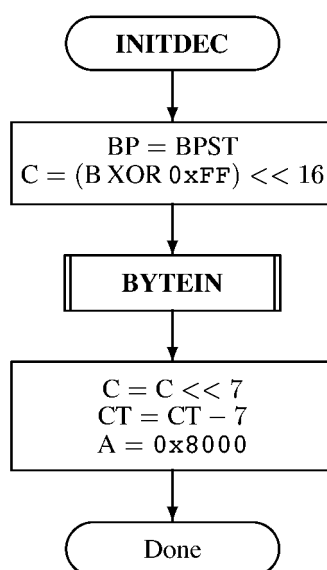 INITDEC
BP = BPST
C = (B XOR 0xFF) << 16
BYTEIN
C = C << 7
CT = CT − 7
A = 0x8000
Done